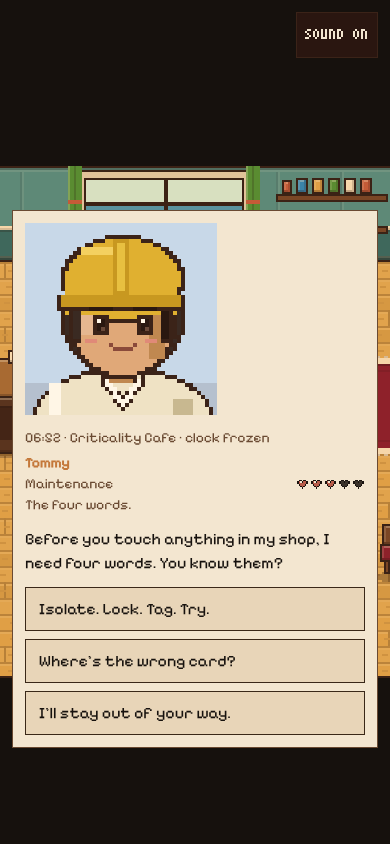 SOUND ON
06:52 · Criticality Cafe · clock frozen
Tommy
Maintenance
The four words.
Before you touch anything in my shop, I
need four words. You know them?
Isolate. Lock. Tag. Try.
Where's the wrong card?
I'll stay out of your way.